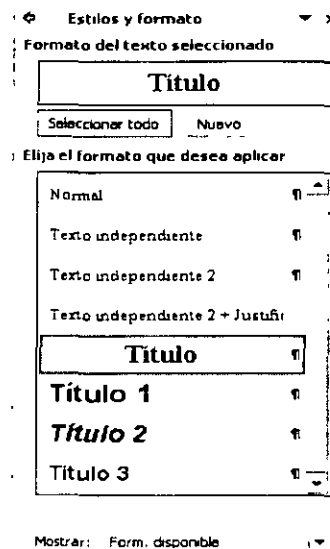 Estilos y formato
Formato del texto seleccionado
Título
Seleccionar todo Nuevo
Elija el formato que desea aplicar
Normal ¶
Texto independiente ¶
Texto independiente 2 ¶
Texto independiente 2 + Justific
Título ¶
Título 1 ¶
Título 2 ¶
Título 3 ¶
Mostrar: Form. disponible